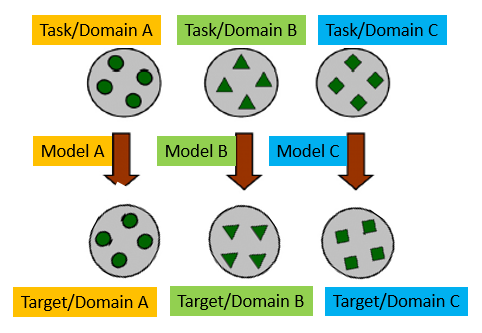 Task/Domain A
Task/Domain B
Task/Domain C
Model A
Model B
Model C
Target/Domain A
Target/Domain B
Target/Domain C